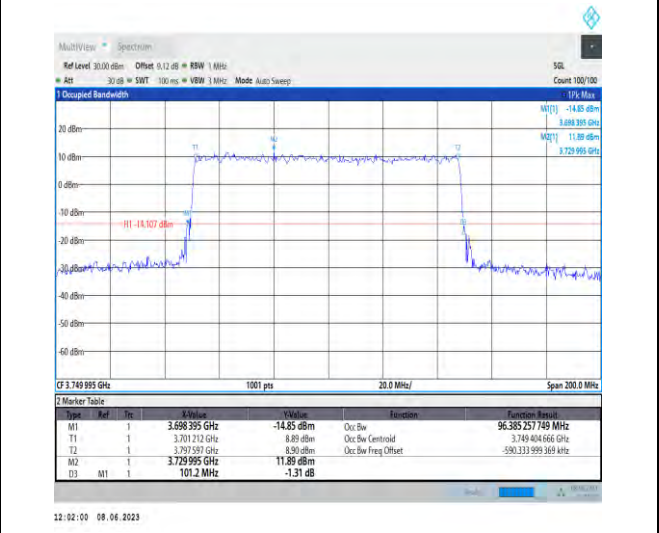 MultiView Spectrum
Ref Level 30.00 dBm Offset 9.12 dB RBW 1 MHz SGL
Att 30 dB SWT 100 ms VBW 3 MHz Mode Auto Sweep Count 100/100
1 Occupied Bandwidth 1Pk Max
M1(1) -14.85 dBm
3.698 395 GHz
M2(1) 11.89 dBm
3.729 995 GHz
20 dBm
T1 M2 T2
10 dBm
0 dBm
-10 dBm
H1 -14.107 dBm
-20 dBm
-30 dBm
-40 dBm
-50 dBm
-60 dBm
CF 3.749 995 GHz 1001 pts 20.0 MHz/ Span 200.0 MHz
2 Marker Table
Type Ref Trc X-Value Y-Value Function Function Result
M1 1 3.698 395 GHz -14.85 dBm Occ Bw 96.385 257 749 MHz
T1 1 3.701 212 GHz 8.89 dBm Occ Bw Centroid 3.749 404 666 GHz
T2 1 3.797 597 GHz 8.90 dBm Occ Bw Freq Offset -590.333 999 369 kHz
M2 1 3.729 995 GHz 11.89 dBm
D3 M1 1 101.2 MHz -1.31 dB
12:02:00 08.06.2023